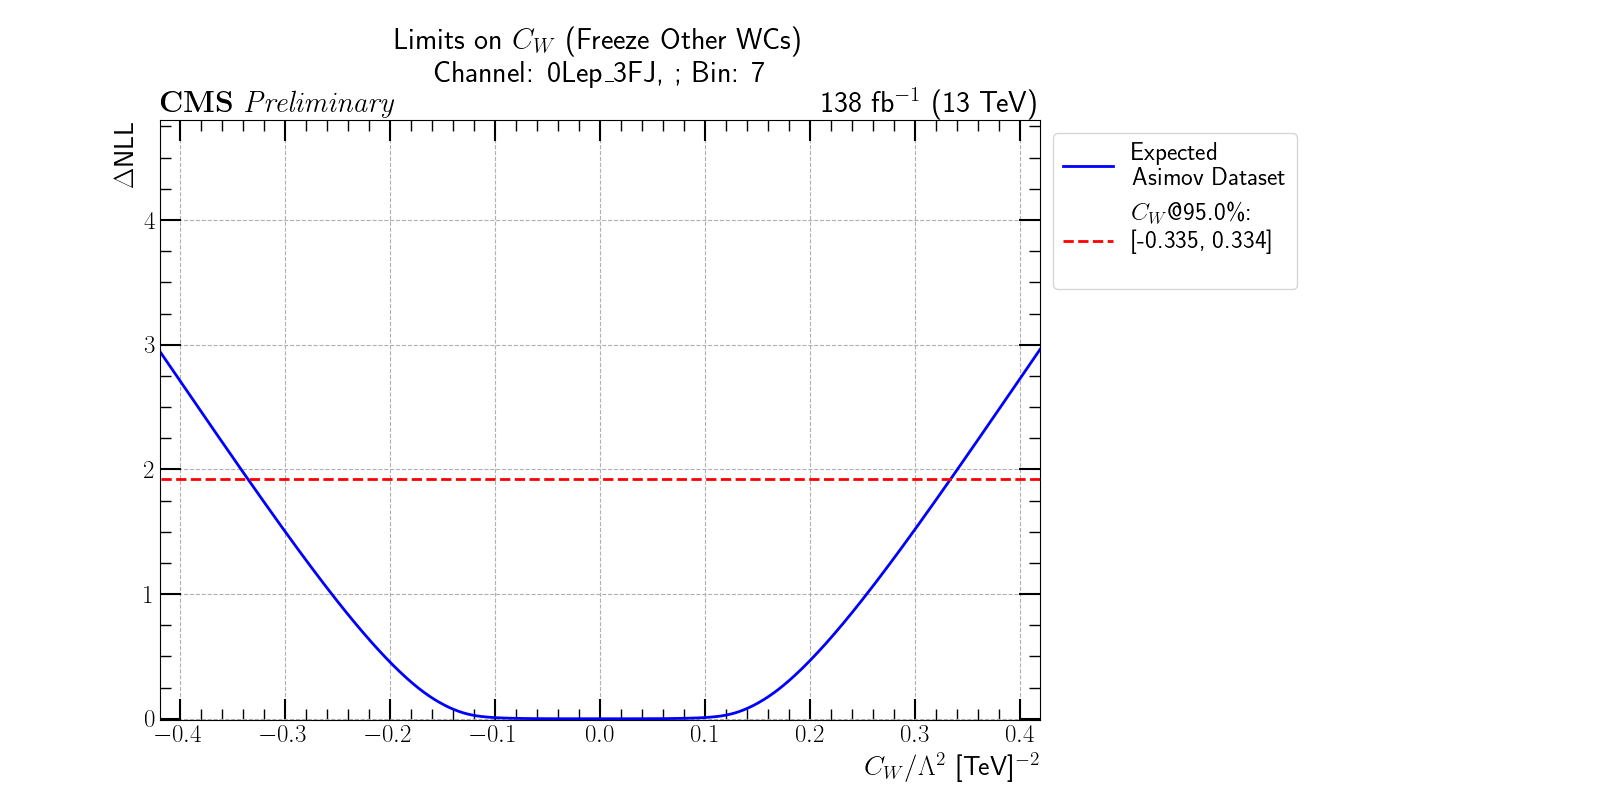 Limits on C_W (Freeze Other WCs)
Channel: 0Lep_3FJ, ; Bin: 7
CMS Preliminary
138 fb⁻¹ (13 TeV)
ΔNLL
4
3
2
1
0
−0.4 −0.3 −0.2 −0.1 0.0 0.1 0.2 0.3 0.4
C_W/Λ² [TeV]⁻²
Expected
Asimov Dataset
C_W@95.0%:
[-0.335, 0.334]